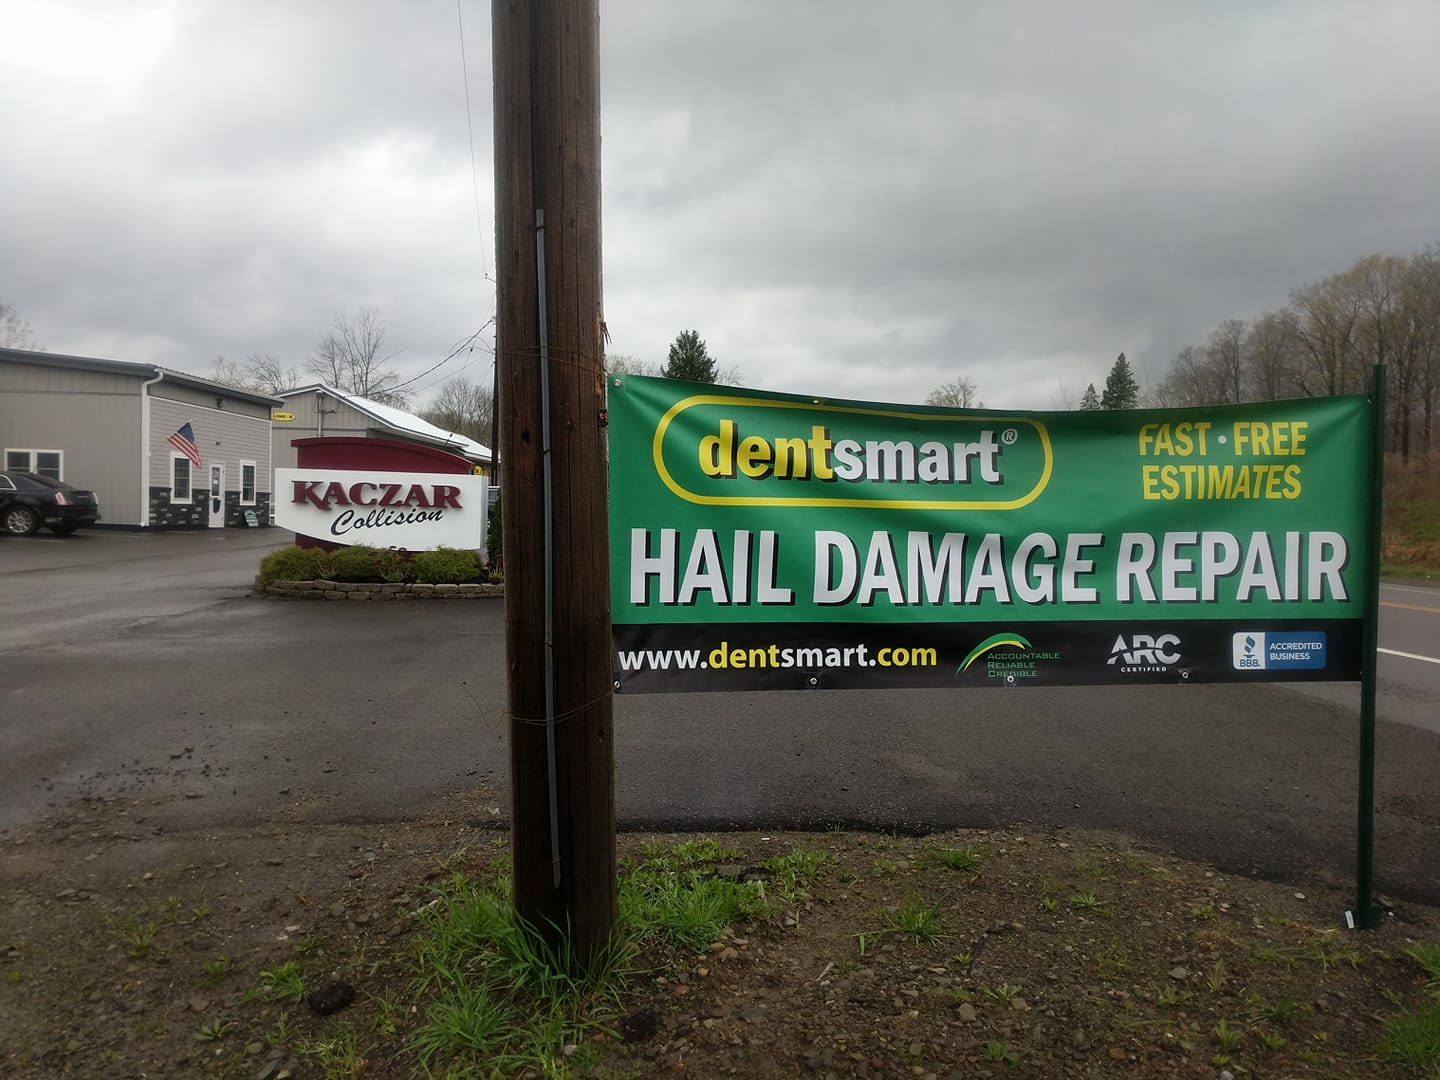 LINE-X
KACZAR
Collision
dentsmart®
FAST • FREE
ESTIMATES
HAIL DAMAGE REPAIR
www.dentsmart.com
ACCOUNTABLE
RELIABLE
CREDIBLE
ARC
CERTIFIED
BBB.
ACCREDITED
BUSINESS